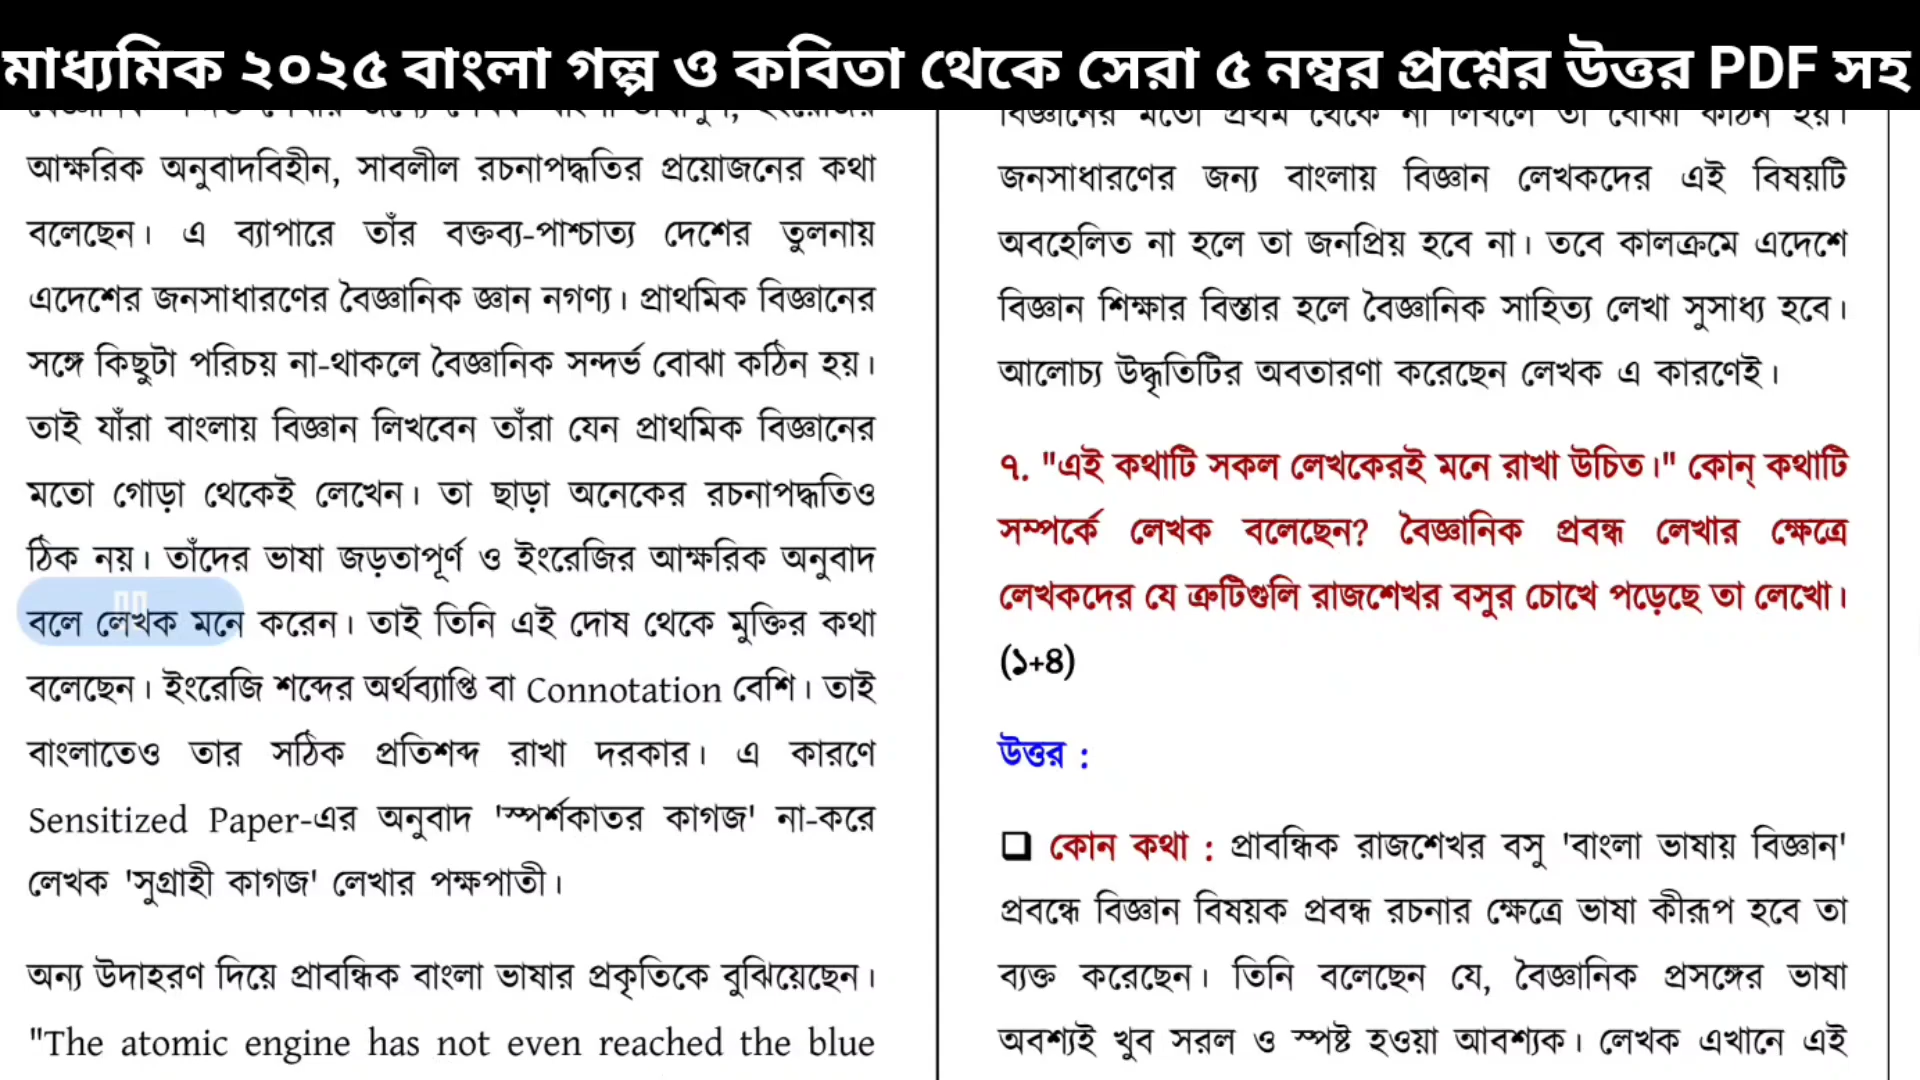 মাধ্যমিক ২০২৫ বাংলা গল্প ও কবিতা থেকে সেরা ৫ নম্বর প্রশ্নের উত্তর PDF সহ
আক্ষরিক অনুবাদবিহীন, সাবলীল রচনাপদ্ধতির প্রয়োজনের কথা
বলেছেন। এ ব্যাপারে তাঁর বক্তব্য-পাশ্চাত্য দেশের তুলনায়
এদেশের জনসাধারণের বৈজ্ঞানিক জ্ঞান নগণ্য। প্রাথমিক বিজ্ঞানের
সঙ্গে কিছুটা পরিচয় না-থাকলে বৈজ্ঞানিক সন্দর্ভ বোঝা কঠিন হয়।
তাই যাঁরা বাংলায় বিজ্ঞান লিখবেন তাঁরা যেন প্রাথমিক বিজ্ঞানের
মতো গোড়া থেকেই লেখেন। তা ছাড়া অনেকের রচনাপদ্ধতিও
ঠিক নয়। তাঁদের ভাষা জড়তাপূর্ণ ও ইংরেজির আক্ষরিক অনুবাদ
বলে লেখক মনে করেন। তাই তিনি এই দোষ থেকে মুক্তির কথা
বলেছেন। ইংরেজি শব্দের অর্থব্যাপ্তি বা Connotation বেশি। তাই
বাংলাতেও তার সঠিক প্রতিশব্দ রাখা দরকার। এ কারণে
Sensitized Paper-এর অনুবাদ 'স্পর্শকাতর কাগজ' না-করে
লেখক 'সুগ্রাহী কাগজ' লেখার পক্ষপাতী।
অন্য উদাহরণ দিয়ে প্রাবন্ধিক বাংলা ভাষার প্রকৃতিকে বুঝিয়েছেন।
"The atomic engine has not even reached the blue
বিজ্ঞানের মতো প্রথম থেকে না লিখলে তা বোঝা কঠিন হয়।
জনসাধারণের জন্য বাংলায় বিজ্ঞান লেখকদের এই বিষয়টি
অবহেলিত না হলে তা জনপ্রিয় হবে না। তবে কালক্রমে এদেশে
বিজ্ঞান শিক্ষার বিস্তার হলে বৈজ্ঞানিক সাহিত্য লেখা সুসাধ্য হবে।
আলোচ্য উদ্ধৃতিটির অবতারণা করেছেন লেখক এ কারণেই।
৭. "এই কথাটি সকল লেখকেরই মনে রাখা উচিত।" কোন্ কথাটি
সম্পর্কে লেখক বলেছেন? বৈজ্ঞানিক প্রবন্ধ লেখার ক্ষেত্রে
লেখকদের যে ত্রুটিগুলি রাজশেখর বসুর চোখে পড়েছে তা লেখো।
(১+৪)
উত্তর :
❑ কোন কথা : প্রাবন্ধিক রাজশেখর বসু 'বাংলা ভাষায় বিজ্ঞান'
প্রবন্ধে বিজ্ঞান বিষয়ক প্রবন্ধ রচনার ক্ষেত্রে ভাষা কীরূপ হবে তা
ব্যক্ত করেছেন। তিনি বলেছেন যে, বৈজ্ঞানিক প্রসঙ্গের ভাষা
অবশ্যই খুব সরল ও স্পষ্ট হওয়া আবশ্যক। লেখক এখানে এই